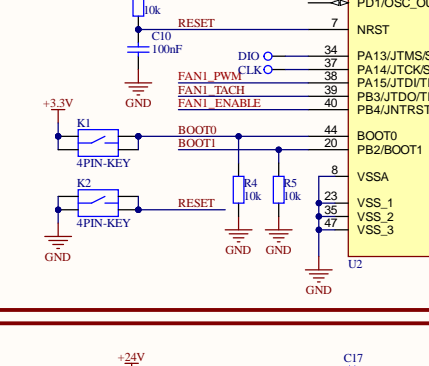 PD1/OSC_OU
10k
RESET
7
NRST
C10
100nF
DIO
34
PA13/JTMS/S
CLK
37
PA14/JTCK/S
FAN1_PWM
38
PA15/JTDI/T
GND
FAN1_TACH
39
PB3/JTDO/T
+3.3V
FAN1_ENABLE
40
PB4/JNTRST
K1
BOOT0
44
BOOT0
BOOT1
20
PB2/BOOT1
4PIN-KEY
8
VSSA
K2
R4
R5
10k
10k
RESET
23
VSS_1
35
VSS_2
4PIN-KEY
47
VSS_3
GND
GND
GND
U2
GND
+24V
C17